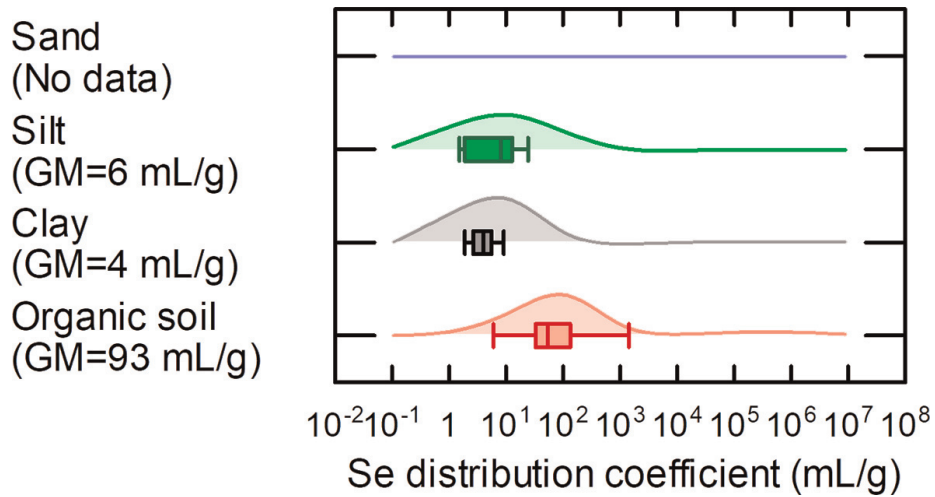 Sand
(No data)
Silt
(GM=6 mL/g)
Clay
(GM=4 mL/g)
Organic soil
(GM=93 mL/g)
10⁻² 10⁻¹ 1 10¹ 10² 10³ 10⁴ 10⁵ 10⁶ 10⁷ 10⁸
Se distribution coefficient (mL/g)